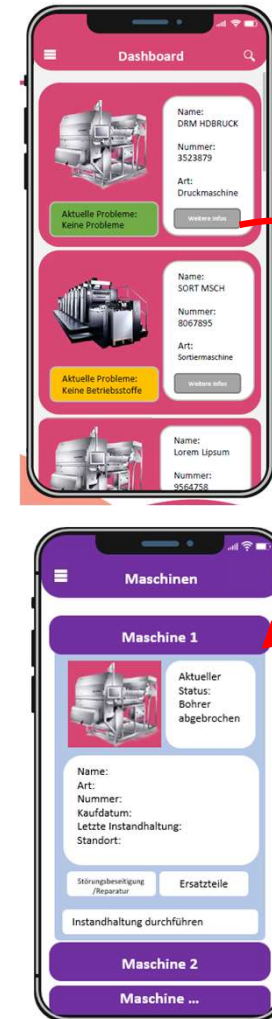 Dashboard
Name:
DRM HDBRUCK
Nummer:
3523879
Art:
Druckmaschine
Aktuelle Probleme:
Keine Probleme
Weitere Infos
Name:
SORT MSCH
Nummer:
8067895
Art:
Sortiermaschine
Aktuelle Probleme:
Keine Betriebsstoffe
Weitere Infos
Name:
Lorem Lipsum
Nummer:
9564758
Maschinen
Maschine 1
Aktueller
Status:
Bohrer
abgebrochen
Name:
Art:
Nummer:
Kaufdatum:
Letzte Instandhaltung:
Standort:
Störungsbeseitigung
/Reparatur
Ersatzteile
Instandhaltung durchführen
Maschine 2
Maschine ...